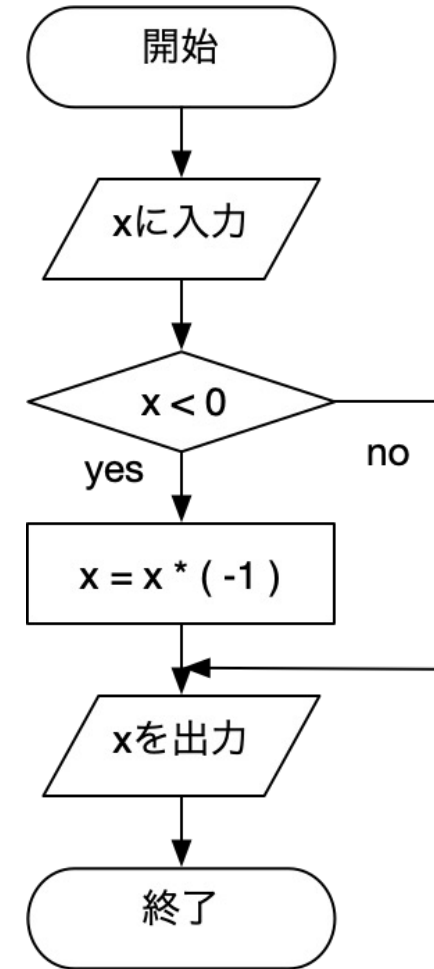 開始
xに入力
x < 0
yes
no
x = x * ( -1 )
xを出力
終了